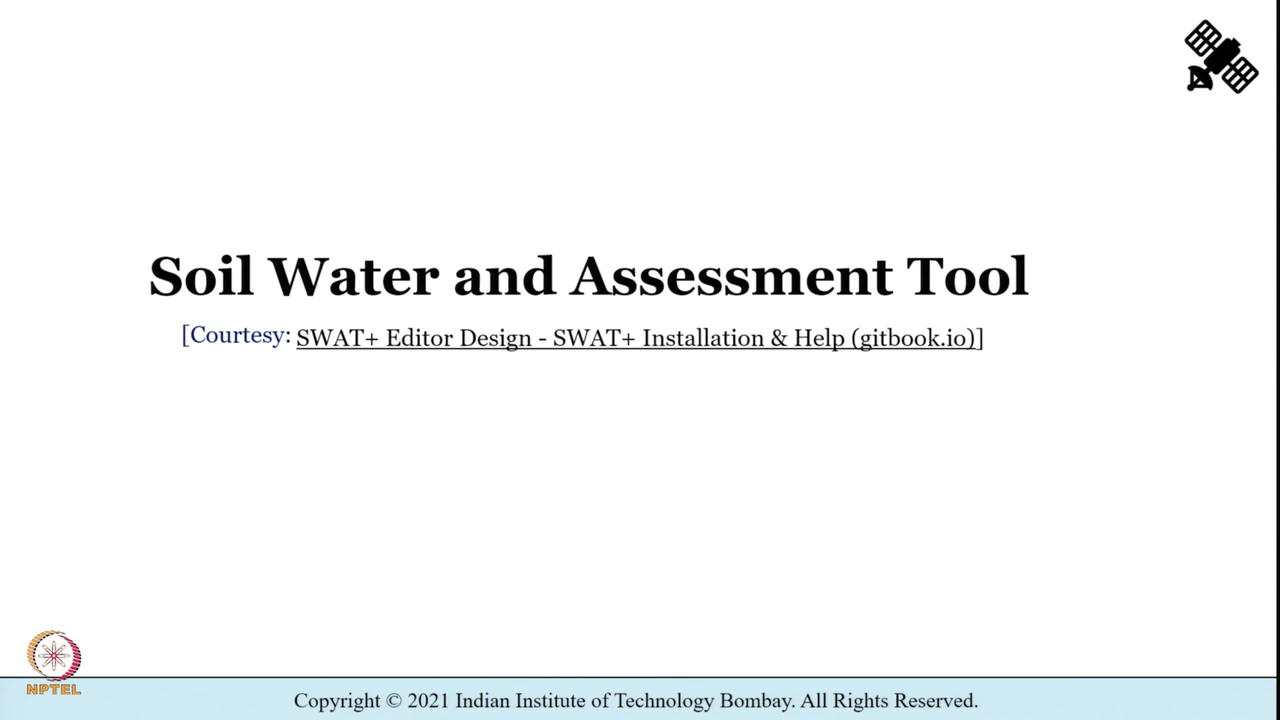 Soil Water and Assessment Tool
[Courtesy: SWAT+ Editor Design - SWAT+ Installation & Help (gitbook.io)]
NPTEL
Copyright © 2021 Indian Institute of Technology Bombay. All Rights Reserved.